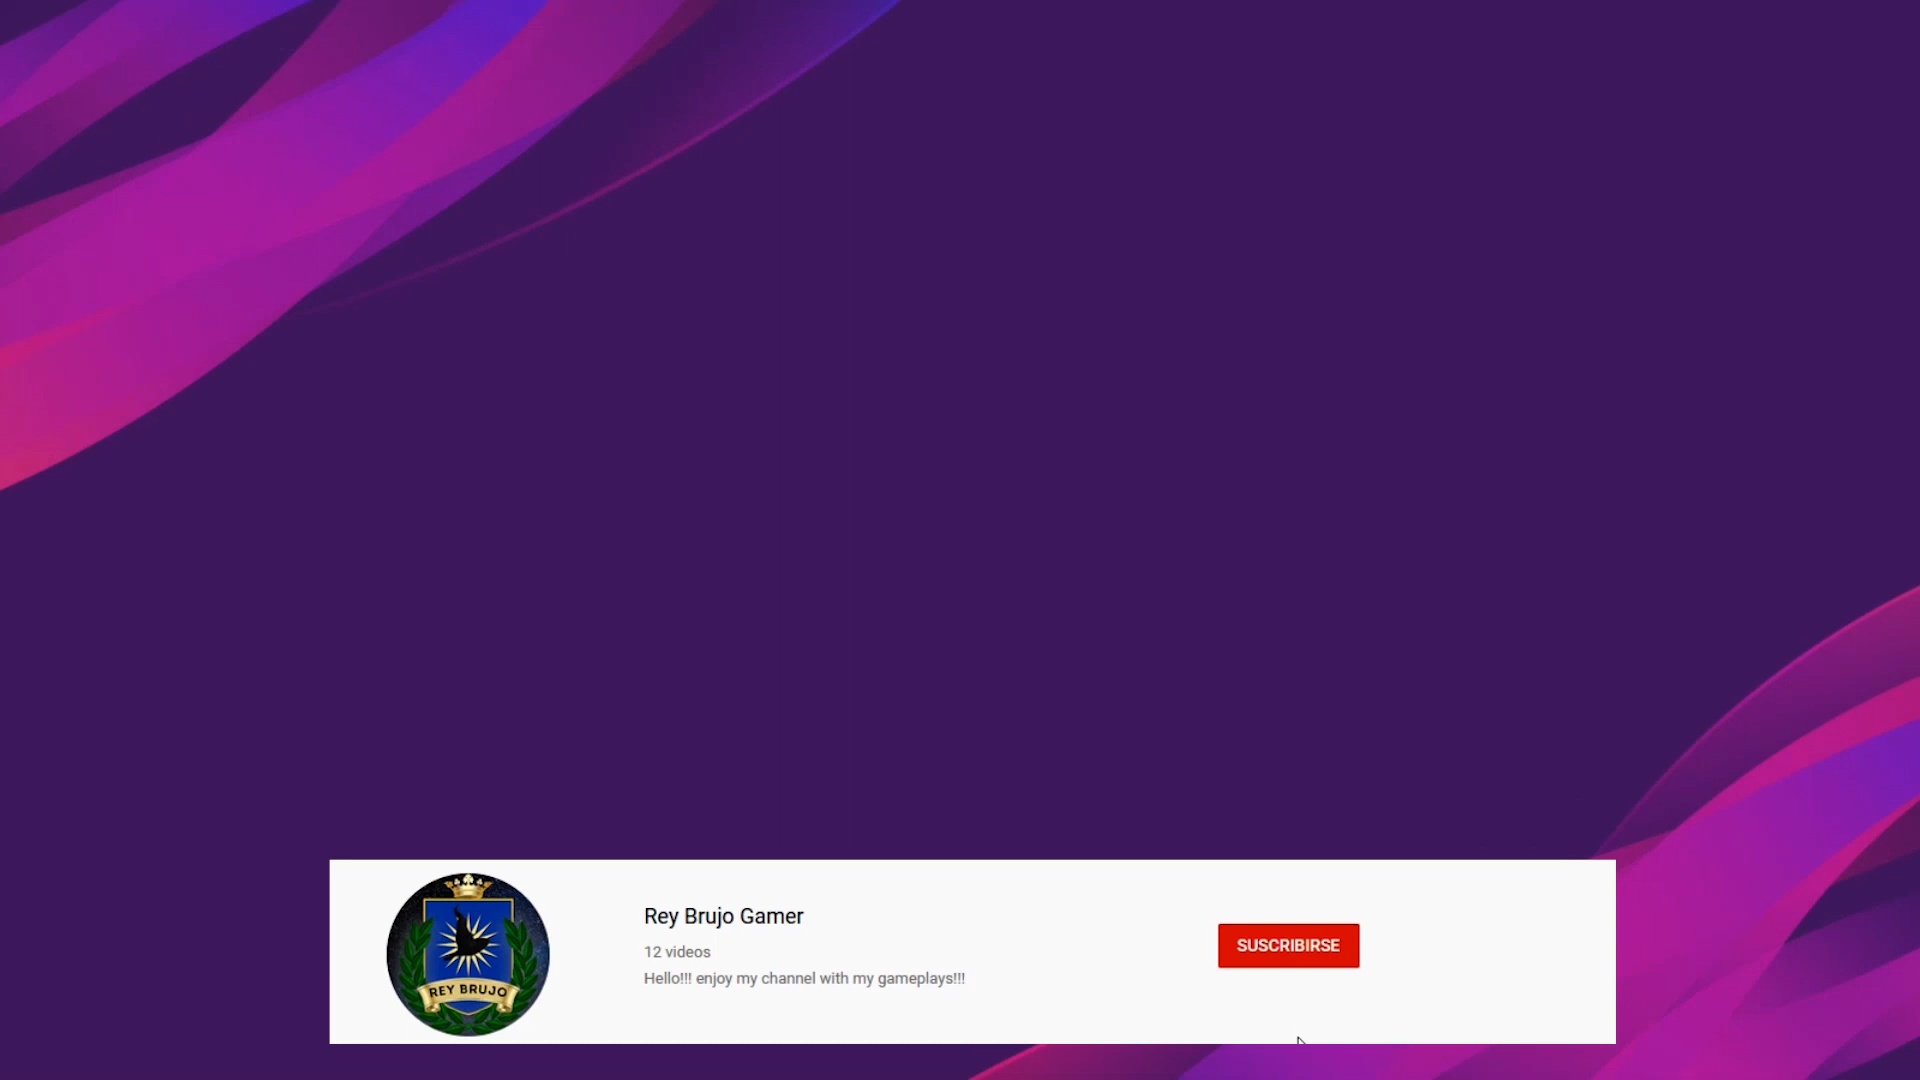 Rey Brujo Gamer
12 videos
Hello!!! enjoy my channel with my gameplays!!!
SUSCRIBIRSE
REY BRUJO